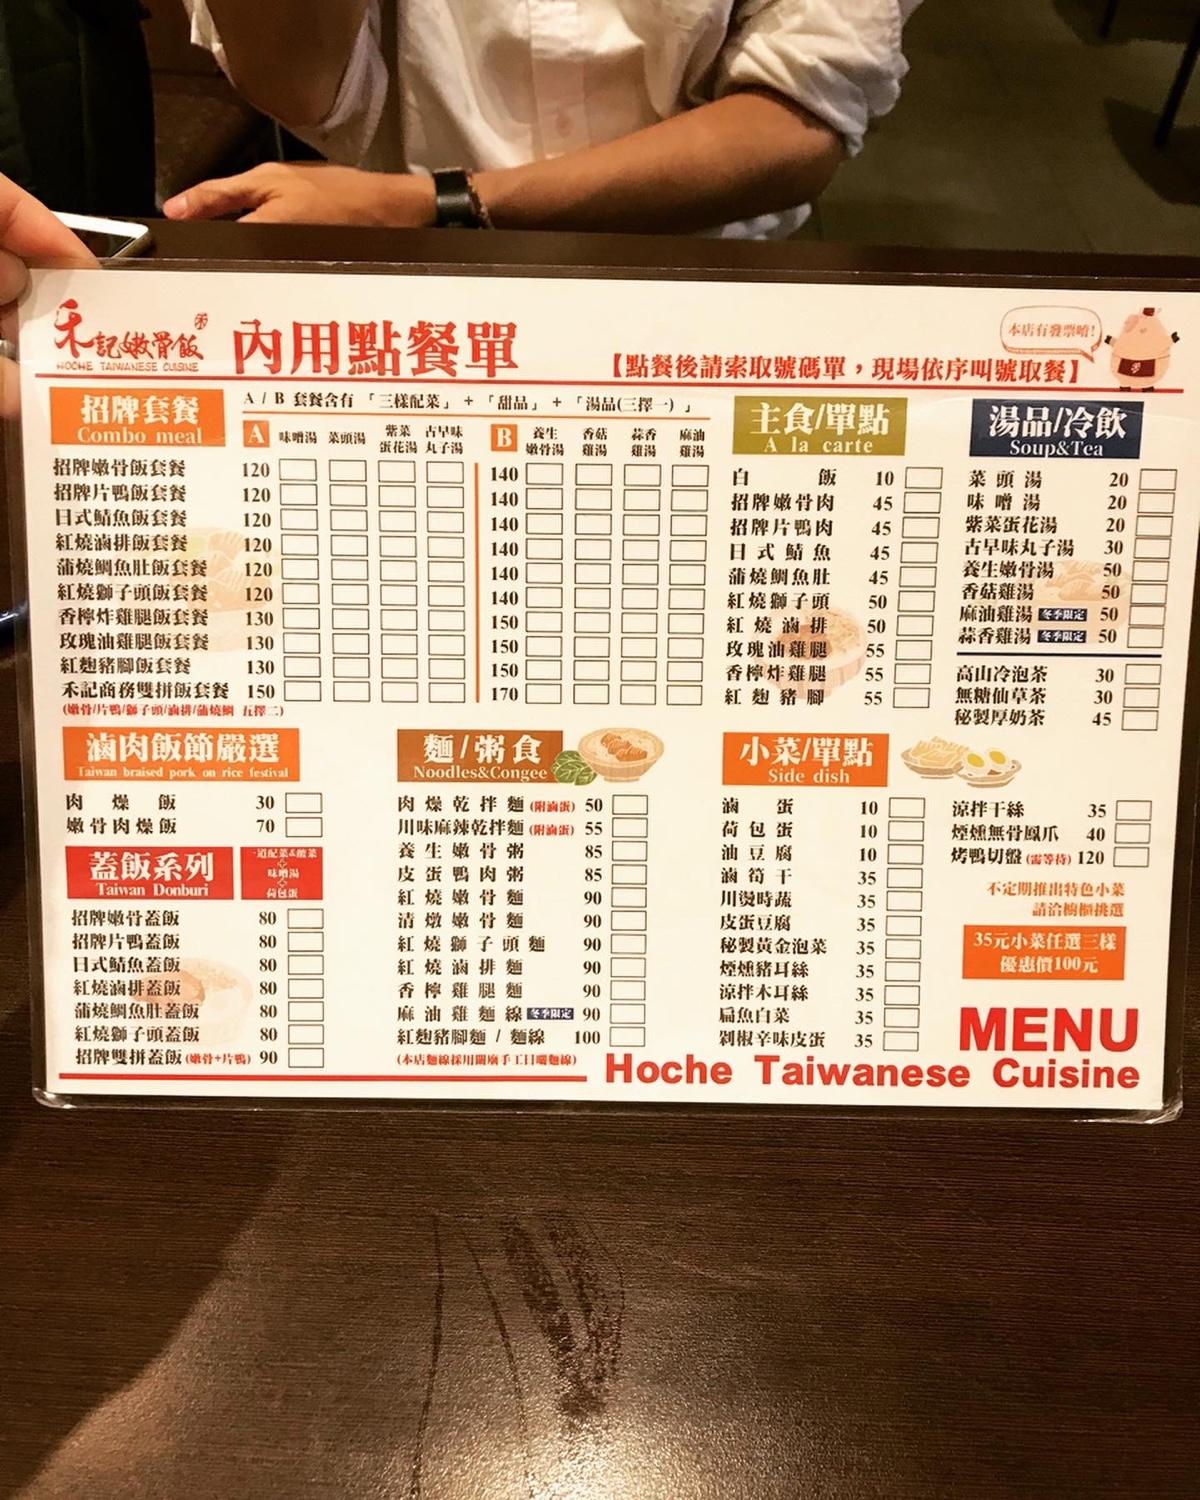 禾記嫩骨飯
HOCHE TAIWANESE CUISINE
內用點餐單
【點餐後請索取號碼單，現場依序叫號取餐】
本店有發票唷!
招牌套餐
Combo meal
A / B 套餐含有 「三樣配菜」 + 「甜品」 + 「湯品(三擇一) 」
A 味噌湯 菜頭湯 紫菜蛋花湯 古早味丸子湯 B 養生嫩骨湯 香菇雞湯 蒜香雞湯 麻油雞湯
招牌嫩骨飯套餐 120 140
招牌片鴨飯套餐 120 140
日式鯖魚飯套餐 120 140
紅燒滷排飯套餐 120 140
蒲燒鯛魚肚飯套餐 120 140
紅燒獅子頭飯套餐 120 140
香檸炸雞腿飯套餐 130 150
玫瑰油雞腿飯套餐 130 150
紅麴豬腳飯套餐 130 150
禾記商務雙拼飯套餐 150 170
(嫩骨/片鴨/獅子頭/滷排/蒲燒鯛 五擇二)
主食/單點
A la carte
白飯 10
招牌嫩骨肉 45
招牌片鴨肉 45
日式鯖魚 45
蒲燒鯛魚肚 45
紅燒獅子頭 50
紅燒滷排 50
玫瑰油雞腿 55
香檸炸雞腿 55
紅麴豬腳 55
湯品/冷飲
Soup&Tea
菜頭湯 20
味噌湯 20
紫菜蛋花湯 20
古早味丸子湯 30
養生嫩骨湯 50
香菇雞湯 50
麻油雞湯 冬季限定 50
蒜香雞湯 冬季限定 50
高山冷泡茶 30
無糖仙草茶 30
秘製厚奶茶 45
滷肉飯節嚴選
Taiwan braised pork on rice festival
肉燥飯 30
嫩骨肉燥飯 70
蓋飯系列
Taiwan Donburi
一道配菜&酸菜
+
味噌湯
+
荷包蛋
招牌嫩骨蓋飯 80
招牌片鴨蓋飯 80
日式鯖魚蓋飯 80
紅燒滷排蓋飯 80
蒲燒鯛魚肚蓋飯 80
紅燒獅子頭蓋飯 80
招牌雙拼蓋飯 (嫩骨+片鴨) 90
麵/粥食
Noodles&Congee
肉燥乾拌麵 (附滷蛋) 50
川味麻辣乾拌麵 (附滷蛋) 55
養生嫩骨粥 85
皮蛋鴨肉粥 85
紅燒嫩骨麵 90
清燉嫩骨麵 90
紅燒獅子頭麵 90
紅燒滷排麵 90
香檸雞腿麵 90
麻油雞麵線 冬季限定 90
紅麴豬腳麵 / 麵線 100
(本店麵線採用關廟手工日曬麵線)
小菜/單點
Side dish
滷蛋 10
荷包蛋 10
油豆腐 10
滷筍干 35
川燙時蔬 35
皮蛋豆腐 35
秘製黃金泡菜 35
煙燻豬耳絲 35
涼拌木耳絲 35
扁魚白菜 35
剁椒辛味皮蛋 35
涼拌干絲 35
煙燻無骨鳳爪 40
烤鴨切盤 (需等待) 120
不定期推出特色小菜
請洽櫥櫃挑選
35元小菜任選三樣
優惠價100元
MENU
Hoche Taiwanese Cuisine